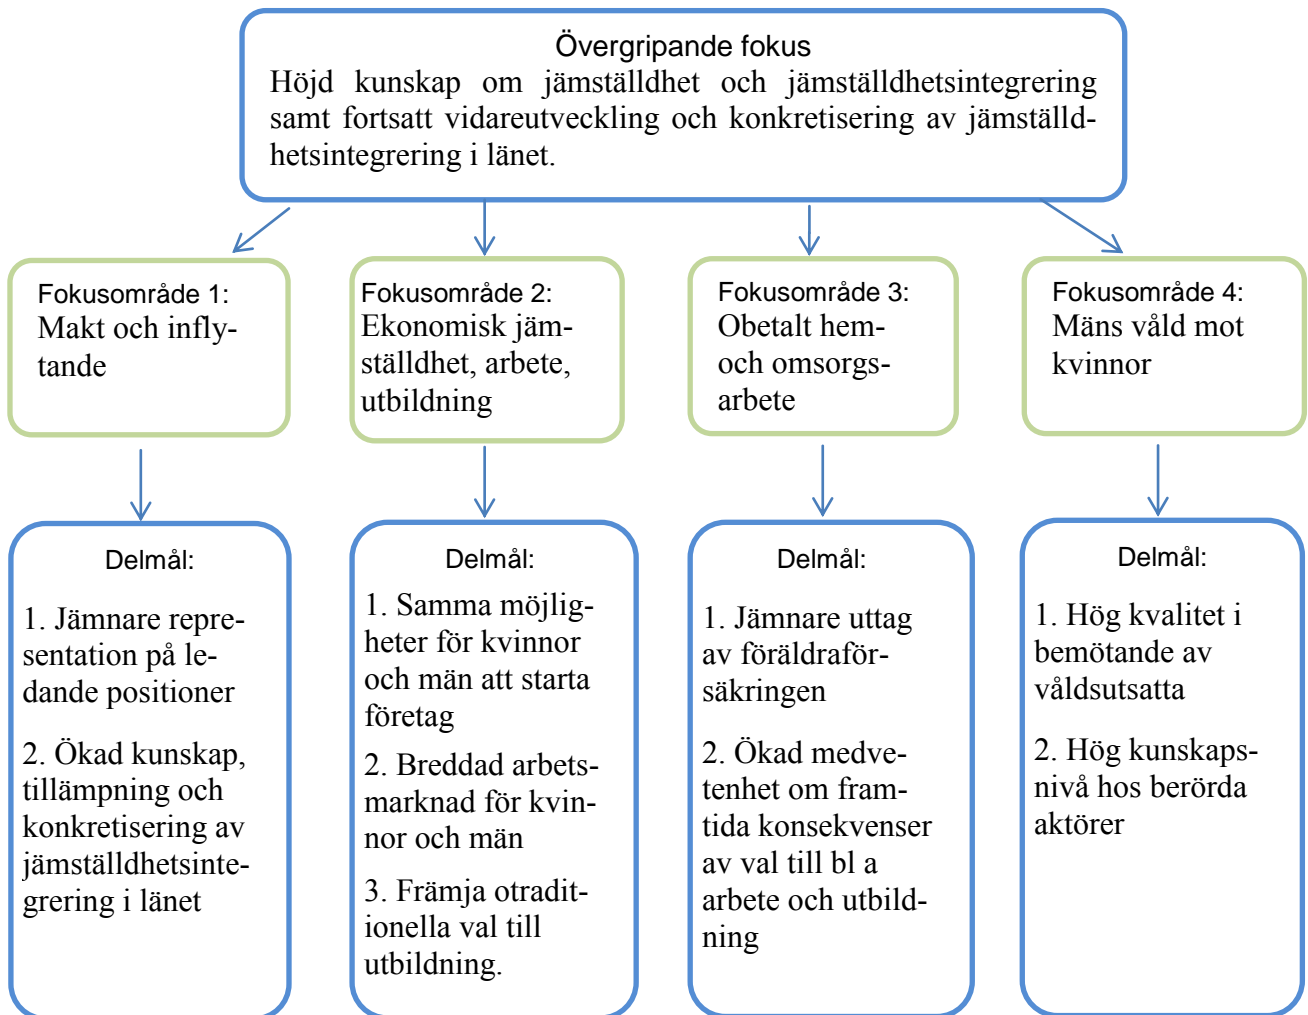 Övergripande fokus
Höjd kunskap om jämställdhet och jämställdhetsintegrering
samt fortsatt vidareutveckling och konkretisering av jämställd-
hetsintegrering i länet.
Fokusområde 1:
Makt och infly-
tande
Fokusområde 2:
Ekonomisk jäm-
ställdhet, arbete,
utbildning
Fokusområde 3:
Obetalt hem-
och omsorgs-
arbete
Fokusområde 4:
Mäns våld mot
kvinnor
Delmål:
1. Jämnare repre-
sentation på le-
dande positioner
2. Ökad kunskap,
tillämpning och
konkretisering av
jämställdhetsinte-
grering i länet
Delmål:
1. Samma möjlig-
heter för kvinnor
och män att starta
företag
2. Breddad arbets-
marknad för kvin-
nor och män
3. Främja otradit-
ionella val till
utbildning.
Delmål:
1. Jämnare uttag
av föräldraför-
säkringen
2. Ökad medve-
tenhet om fram-
tida konsekvenser
av val till bl a
arbete och utbild-
ning
Delmål:
1. Hög kvalitet i
bemötande av
våldsutsatta
2. Hög kunskaps-
nivå hos berörda
aktörer